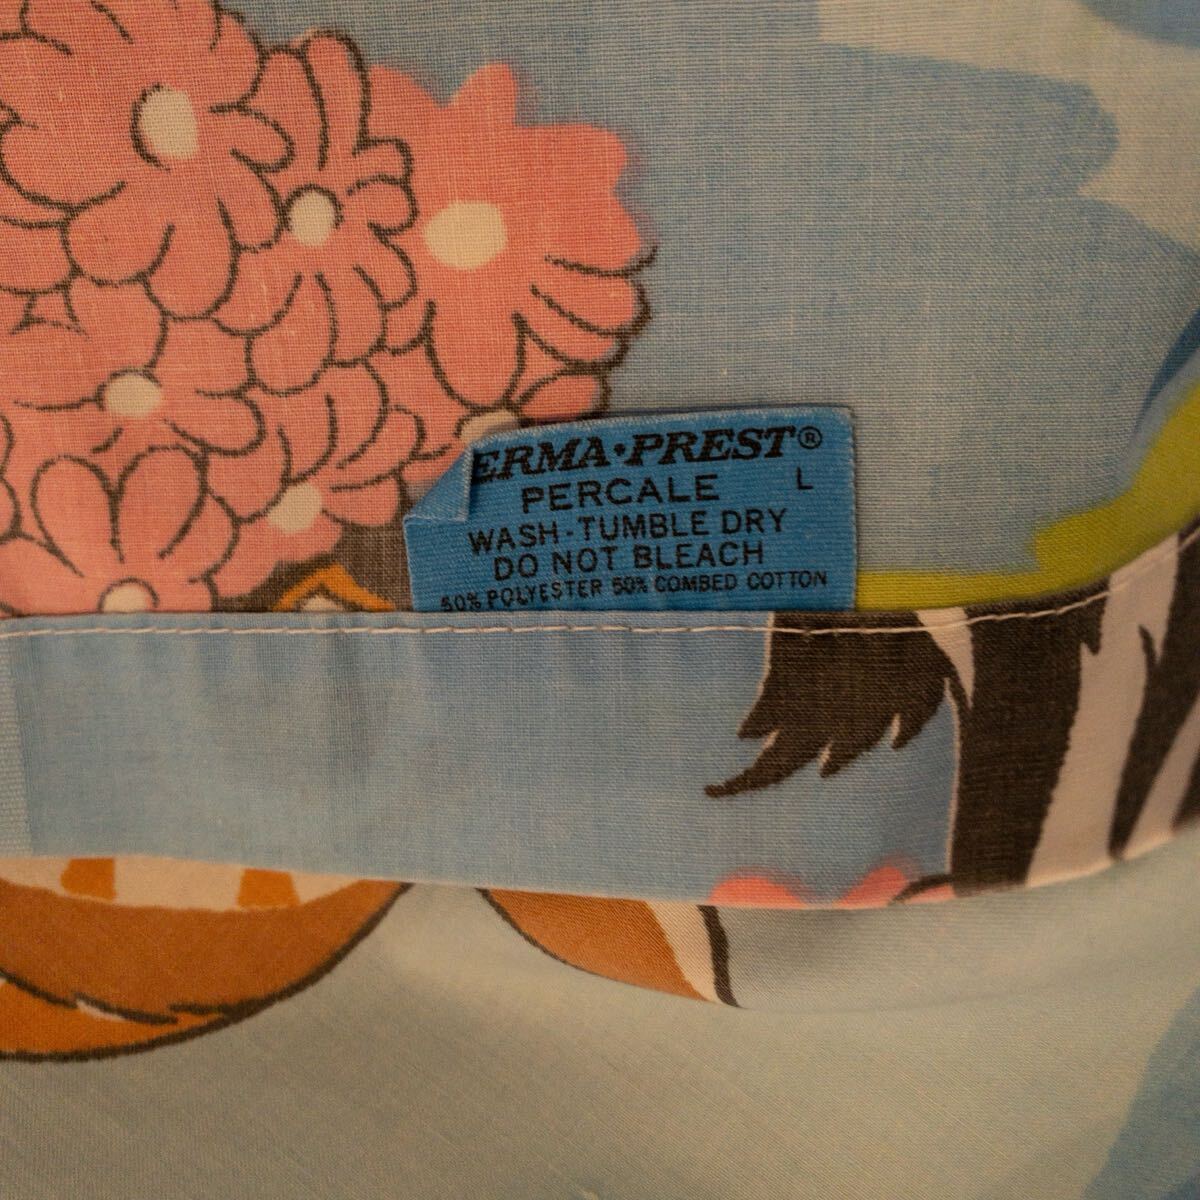 ERMA·PREST®
PERCALE L
WASH-TUMBLE DRY
DO NOT BLEACH
50% POLYESTER 50% COMBED COTTON